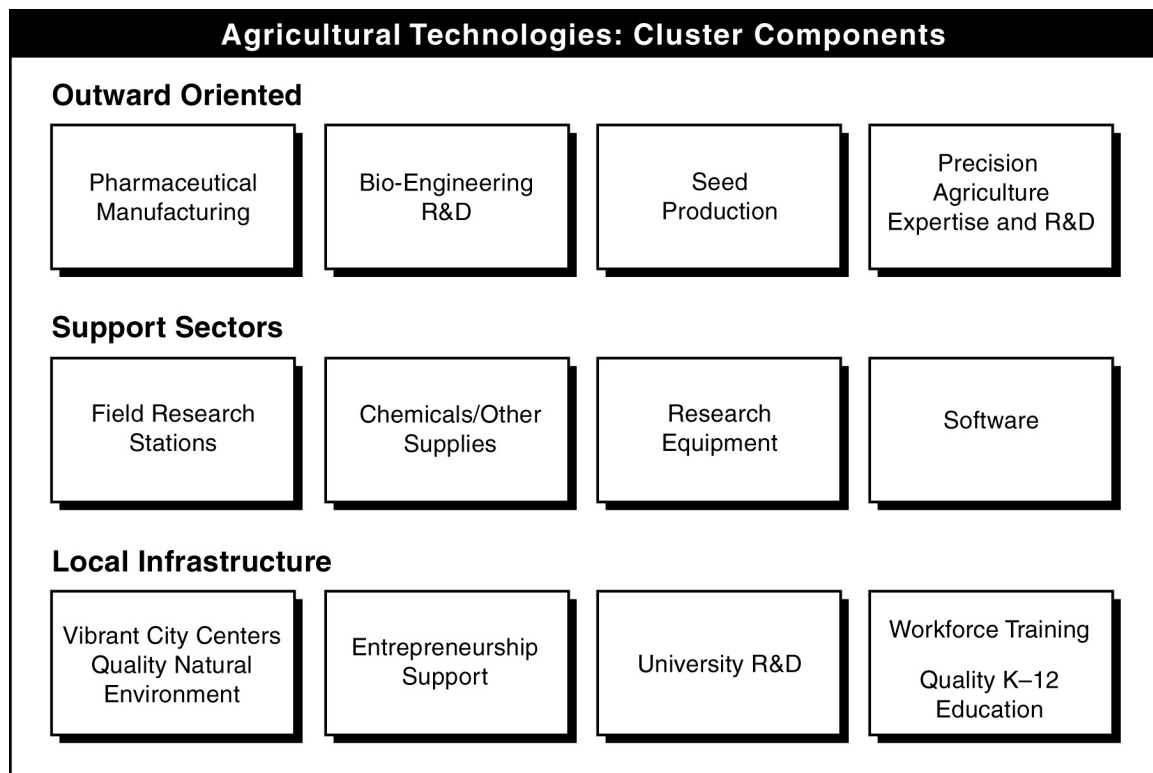 Agricultural Technologies: Cluster Components
Outward Oriented
Pharmaceutical
Manufacturing
Bio-Engineering
R&D
Seed
Production
Precision
Agriculture
Expertise and R&D
Support Sectors
Field Research
Stations
Chemicals/Other
Supplies
Research
Equipment
Software
Local Infrastructure
Vibrant City Centers
Quality Natural
Environment
Entrepreneurship
Support
University R&D
Workforce Training
Quality K–12
Education